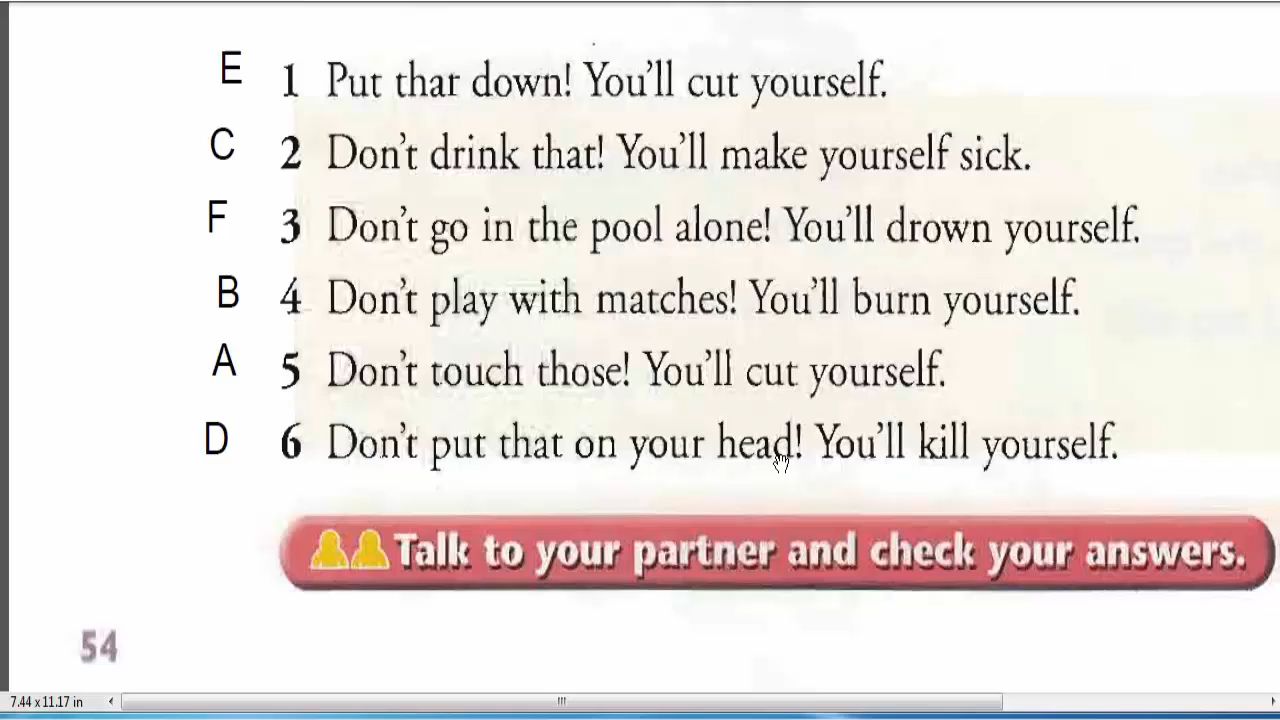 E 1 Put thar down! You'll cut yourself.
C 2 Don't drink that! You'll make yourself sick.
F 3 Don't go in the pool alone! You'll drown yourself.
B 4 Don't play with matches! You'll burn yourself.
A 5 Don't touch those! You'll cut yourself.
D 6 Don't put that on your head! You'll kill yourself.
Talk to your partner and check your answers.
54
7.44 x 11.17 in